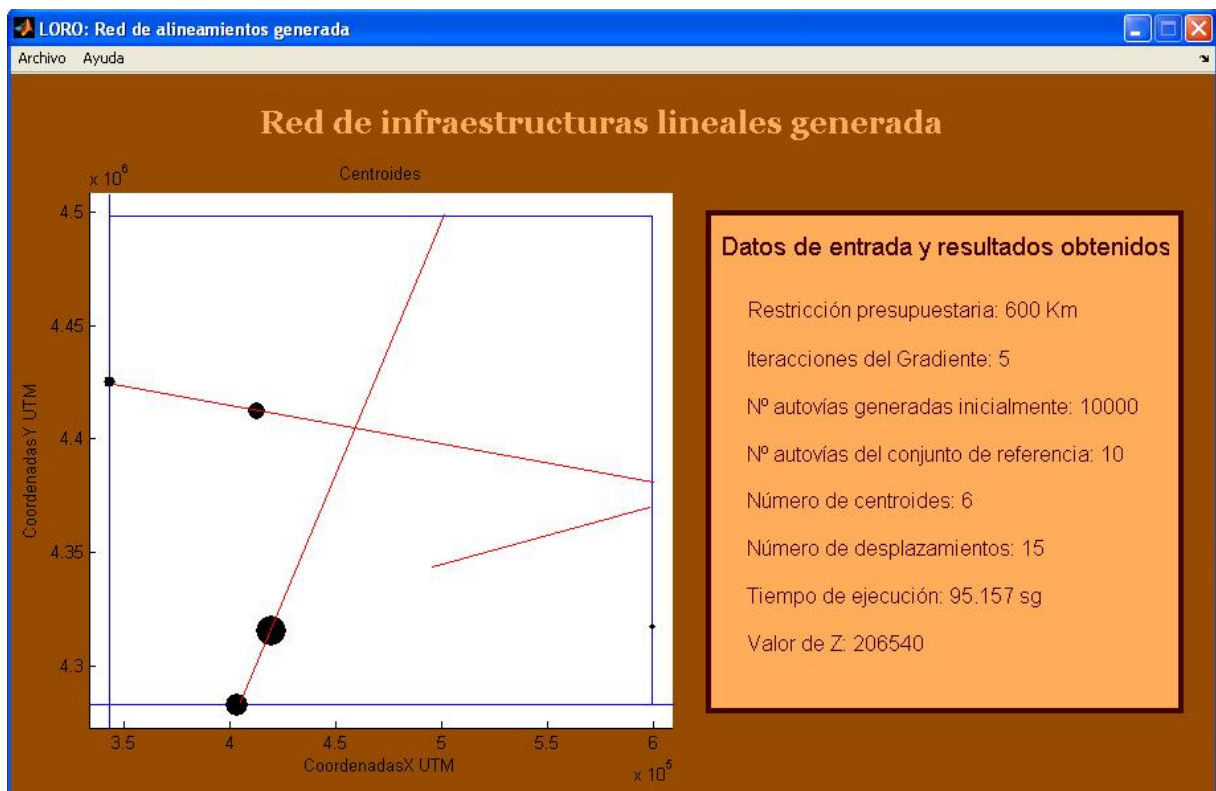 LORO: Red de alineamientos generada
Archivo Ayuda
Red de infraestructuras lineales generada
Centroides
x 10^6
4.5
4.45
4.4
4.35
4.3
CoordenadasY UTM
3.5 4 4.5 5 5.5 6
CoordenadasX UTM
x 10^5
Datos de entrada y resultados obtenidos
Restricción presupuestaria: 600 Km
Iteracciones del Gradiente: 5
Nº autovías generadas inicialmente: 10000
Nº autovías del conjunto de referencia: 10
Número de centroides: 6
Número de desplazamientos: 15
Tiempo de ejecución: 95.157 sg
Valor de Z: 206540